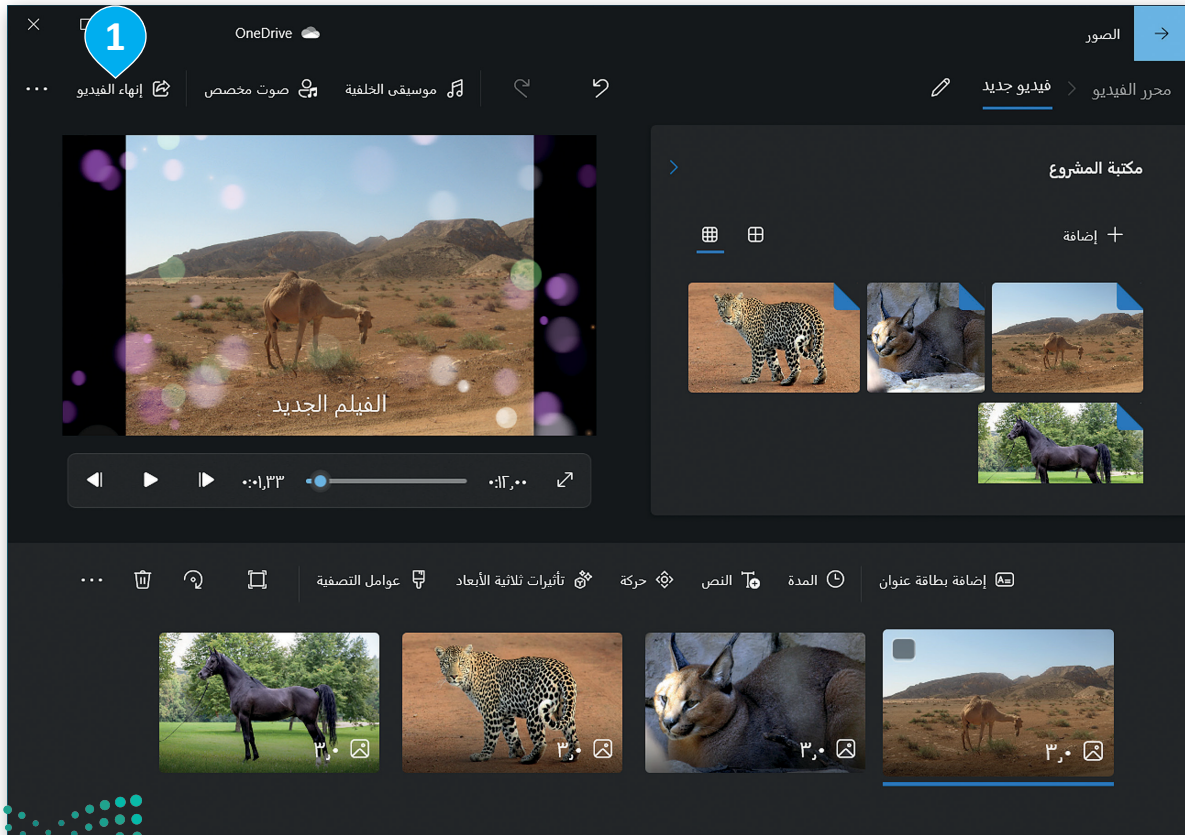 الصور
OneDrive
1
محرر الفيديو
فيديو جديد
موسيقى الخلفية
صوت مخصص
إنهاء الفيديو
مكتبة المشروع
إضافة
الفيلم الجديد
٠:٠١,٣٣
٠:١٢,٠٠
إضافة بطاقة عنوان
المدة
النص
حركة
تأثيرات ثلاثية الأبعاد
عوامل التصفية
٣,٠
٣,٠
٣,٠
٣,٠